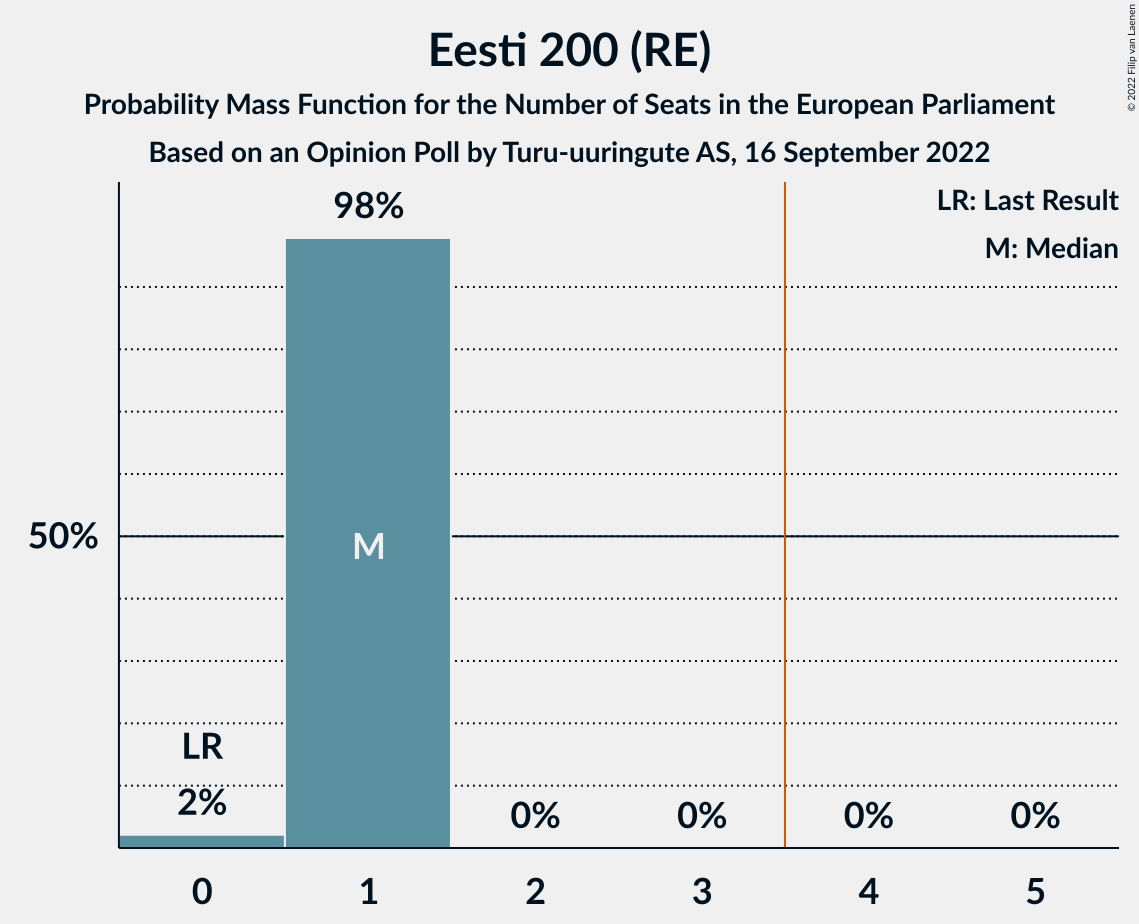 Eesti 200 (RE)
Probability Mass Function for the Number of Seats in the European Parliament
Based on an Opinion Poll by Turu-uuringute AS, 16 September 2022
© 2022 Filip van Laenen
LR: Last Result
M: Median
98%
50%
M
LR
2%
0%
0%
0%
0%
0
1
2
3
4
5